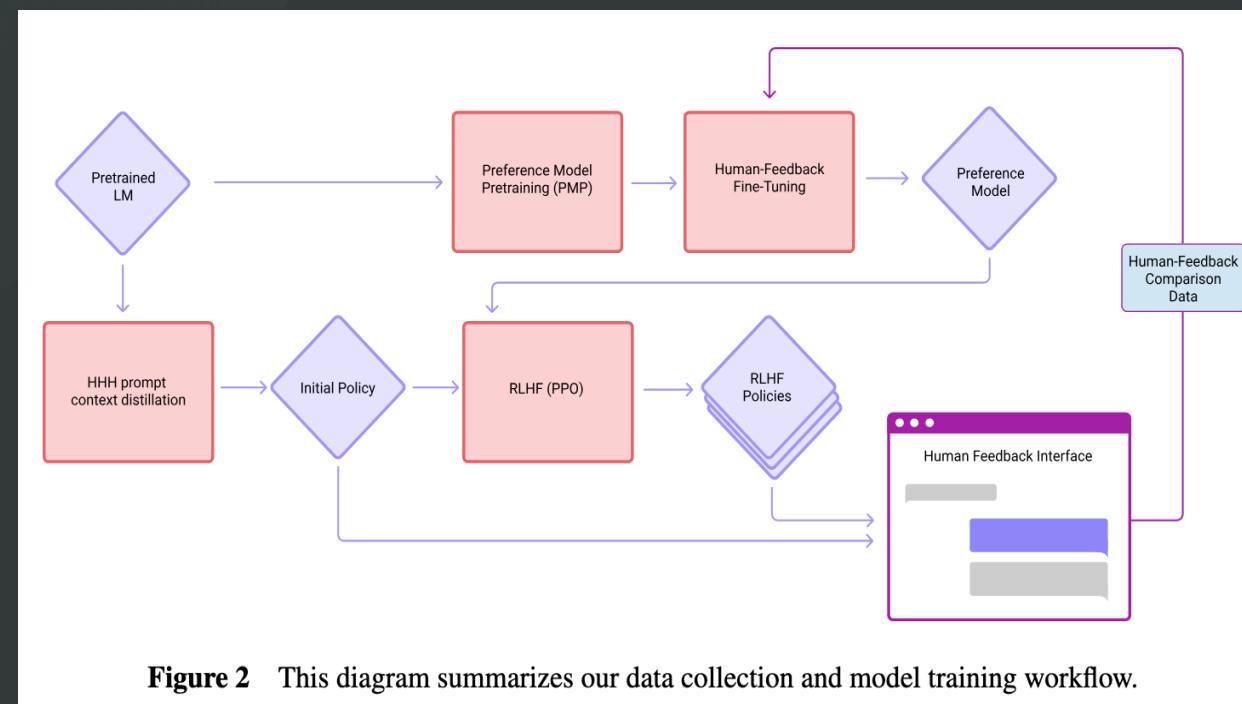 Pretrained
LM
Preference Model
Pretraining (PMP)
Human-Feedback
Fine-Tuning
Preference
Model
Human-Feedback
Comparison
Data
HHH prompt
context distillation
Initial Policy
RLHF (PPO)
RLHF
Policies
Human Feedback Interface
Figure 2 This diagram summarizes our data collection and model training workflow.